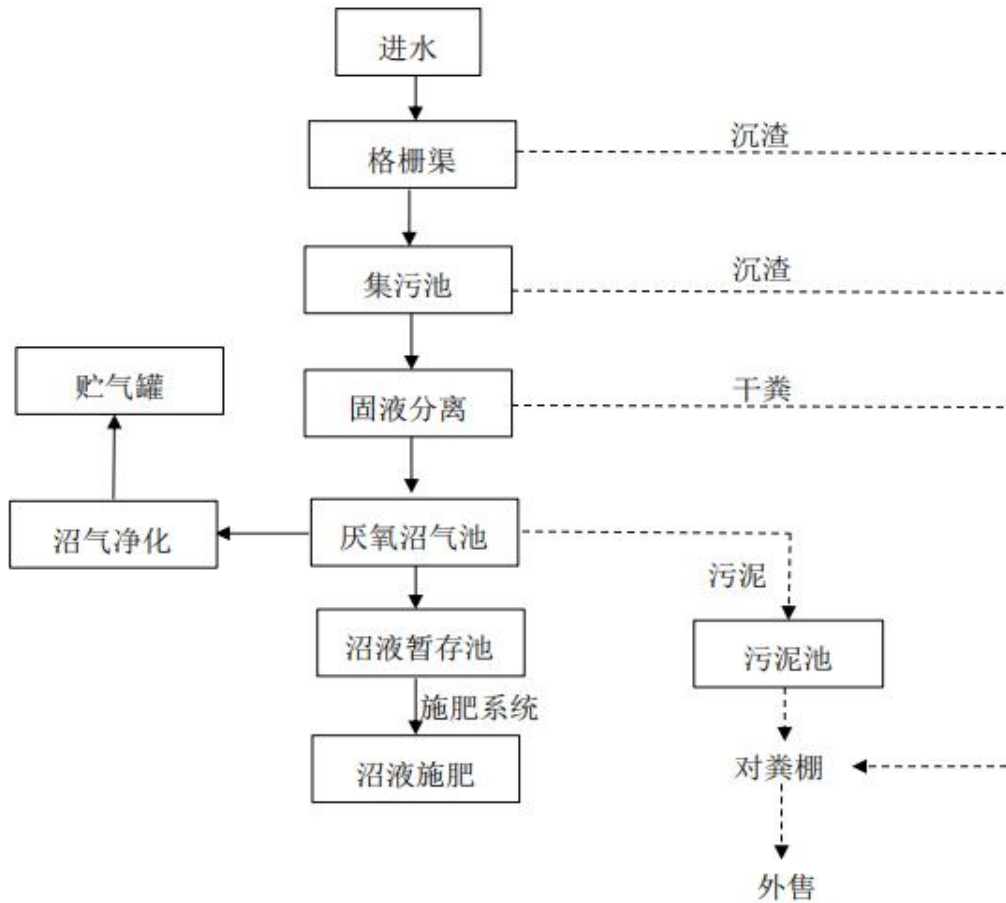 进水
格栅渠
沉渣
集污池
沉渣
贮气罐
固液分离
干粪
沼气净化
厌氧沼气池
污泥
沼液暂存池
污泥池
施肥系统
沼液施肥
对粪棚
外售